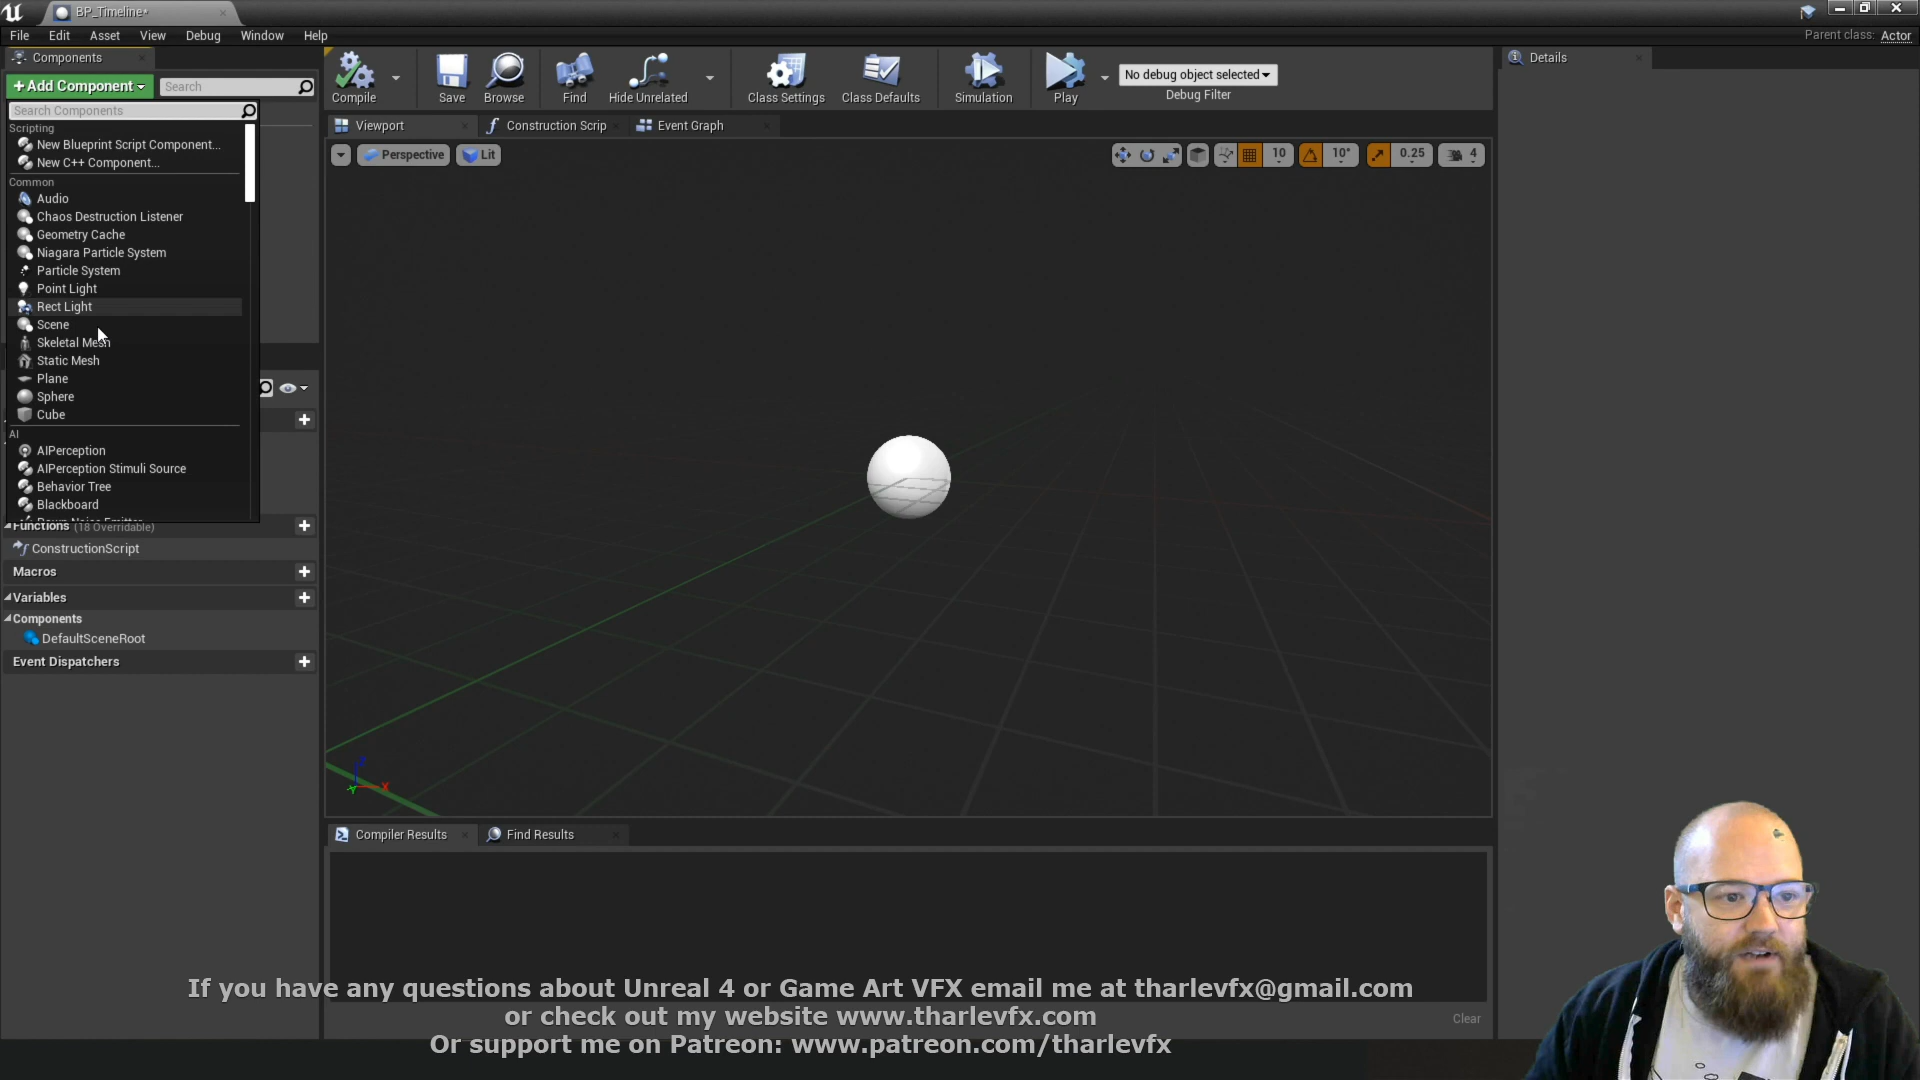 BP_Timeline*
File Edit Asset View Debug Window Help
Parent class: Actor
Components
Details
+Add Component
Search
Compile
Save
Browse
Find
Hide Unrelated
Class Settings
Class Defaults
Simulation
Play
No debug object selected
Debug Filter
Search Components
Scripting
New Blueprint Script Component...
New C++ Component...
Common
Audio
Chaos Destruction Listener
Geometry Cache
Niagara Particle System
Particle System
Point Light
Rect Light
Scene
Skeletal Mesh
Static Mesh
Plane
Sphere
Cube
AI
AIPerception
AIPerception Stimuli Source
Behavior Tree
Blackboard
Viewport
Construction Scrip
Event Graph
Perspective
Lit
10
10°
0.25
4
Functions (18 Overridable)
ConstructionScript
Macros
Variables
Components
DefaultSceneRoot
Event Dispatchers
X
Compiler Results
Find Results
Clear
If you have any questions about Unreal 4 or Game Art VFX email me at tharlevfx@gmail.com
or check out my website www.tharlevfx.com
Or support me on Patreon: www.patreon.com/tharlevfx